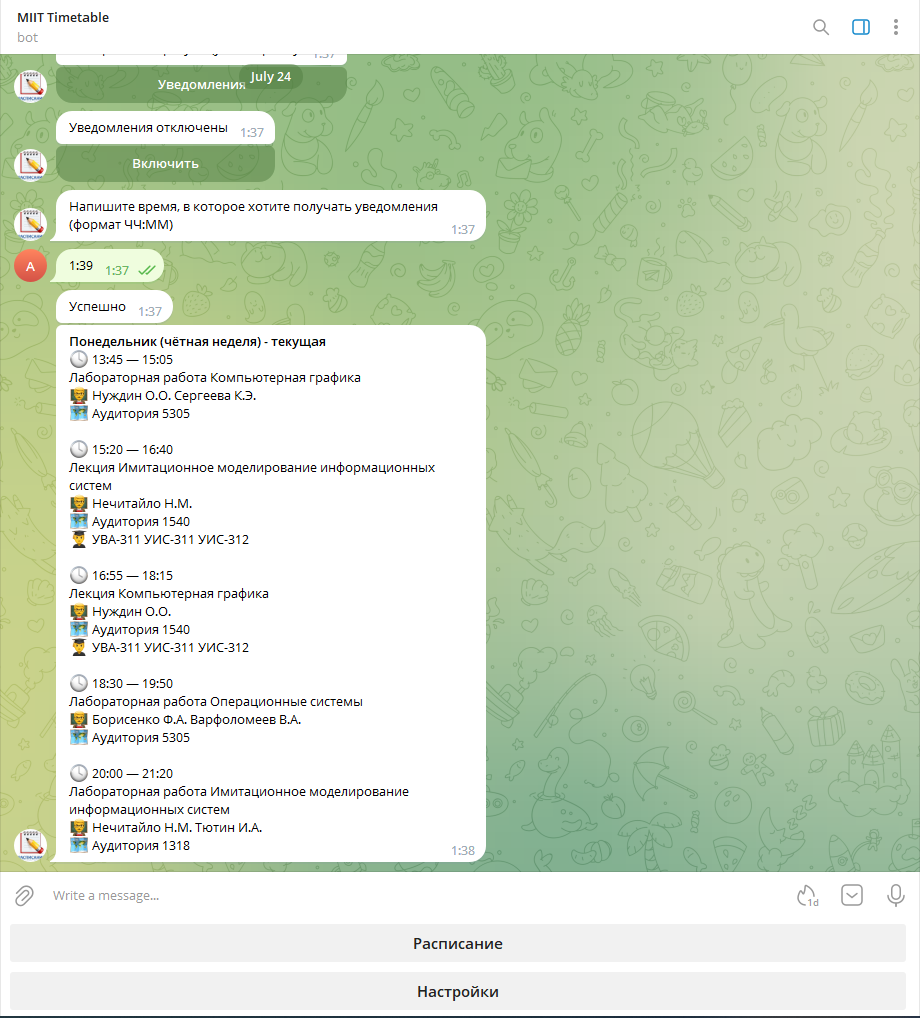 MIIT Timetable
bot
1:37
Уведомления
July 24
Уведомления отключены 1:37
Включить
Напишите время, в которое хотите получать уведомления
(формат ЧЧ:ММ) 1:37
А
1:39 1:37
Успешно 1:37
Понедельник (чётная неделя) - текущая
13:45 — 15:05
Лабораторная работа Компьютерная графика
Нуждин О.О. Сергеева К.Э.
Аудитория 5305
15:20 — 16:40
Лекция Имитационное моделирование информационных
систем
Нечитайло Н.М.
Аудитория 1540
УВА-311 УИС-311 УИС-312
16:55 — 18:15
Лекция Компьютерная графика
Нуждин О.О.
Аудитория 1540
УВА-311 УИС-311 УИС-312
18:30 — 19:50
Лабораторная работа Операционные системы
Борисенко Ф.А. Варфоломеев В.А.
Аудитория 5305
20:00 — 21:20
Лабораторная работа Имитационное моделирование
информационных систем
Нечитайло Н.М. Тютин И.А.
Аудитория 1318
1:38
Write a message...
1d
Расписание
Настройки